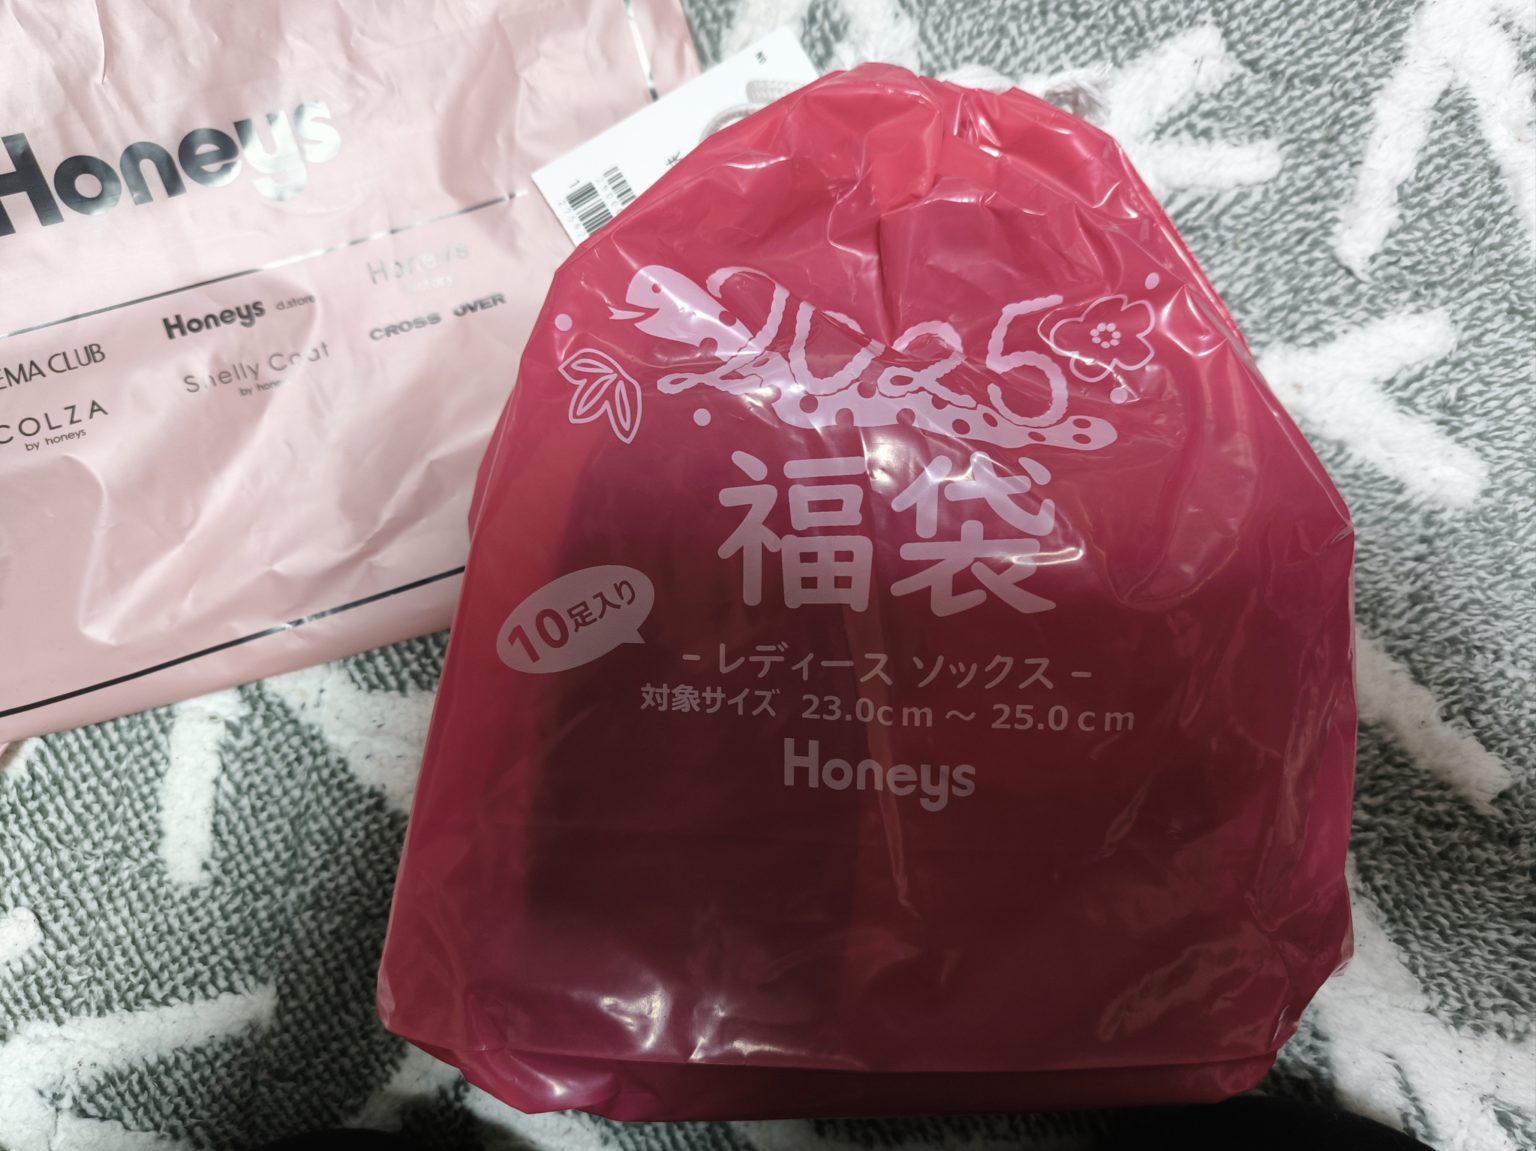 Honeys
EMA CLUB
Honeys d.store
Honeys
COLZA
by honeys
Shelly Coat
CROSS OVER
2025
福袋
10足入り
- レディース ソックス -
対象サイズ 23.0cm ～ 25.0cm
Honeys